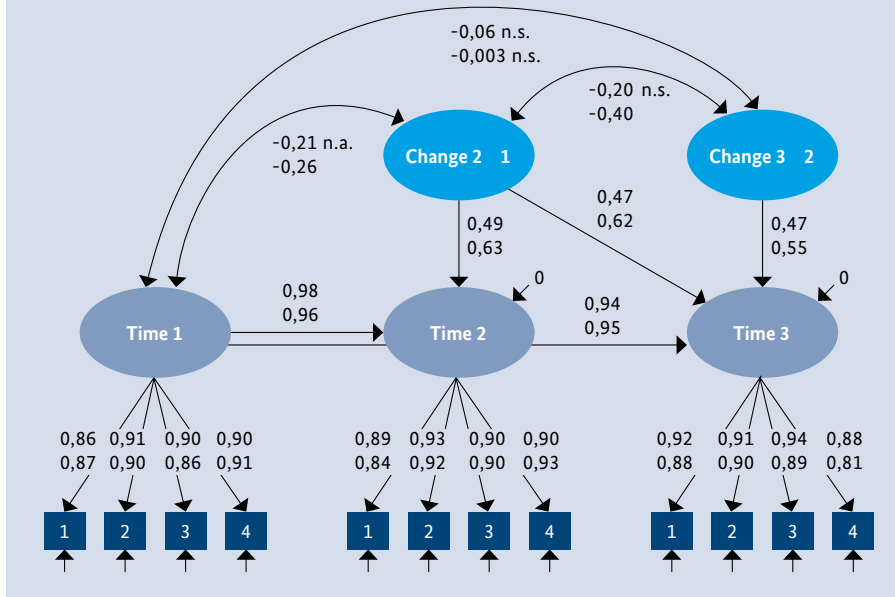 -0,06 n.s.
-0,003 n.s.
-0,20 n.s.
-0,40
-0,21 n.a.
-0,26
Change 2 1
Change 3 2
0,47
0,62
0,49
0,63
0,47
0,55
0
0
0,98
0,96
0,94
0,95
Time 1
Time 2
Time 3
0,86 0,91 0,90 0,90
0,87 0,90 0,86 0,91
0,89 0,93 0,90 0,90
0,84 0,92 0,90 0,93
0,92 0,91 0,94 0,88
0,88 0,90 0,89 0,81
1 2 3 4
1 2 3 4
1 2 3 4